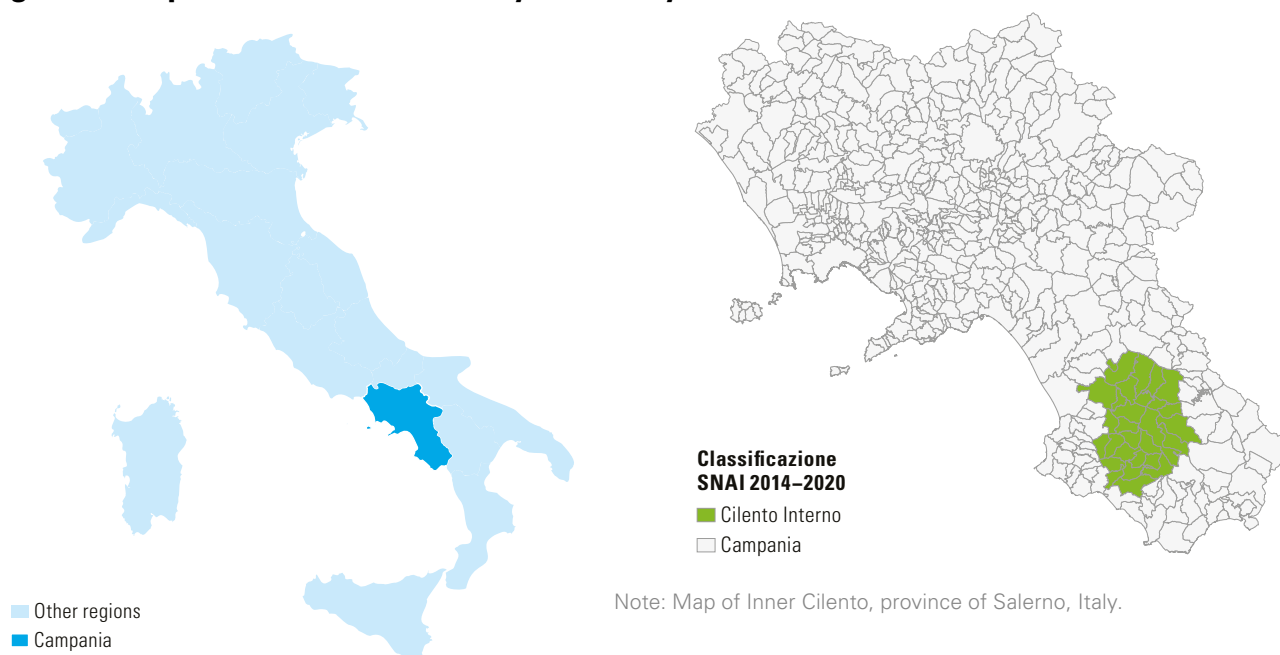 Other regions
Campania
Classificazione
SNAI 2014–2020
Cilento Interno
Campania
Note: Map of Inner Cilento, province of Salerno, Italy.